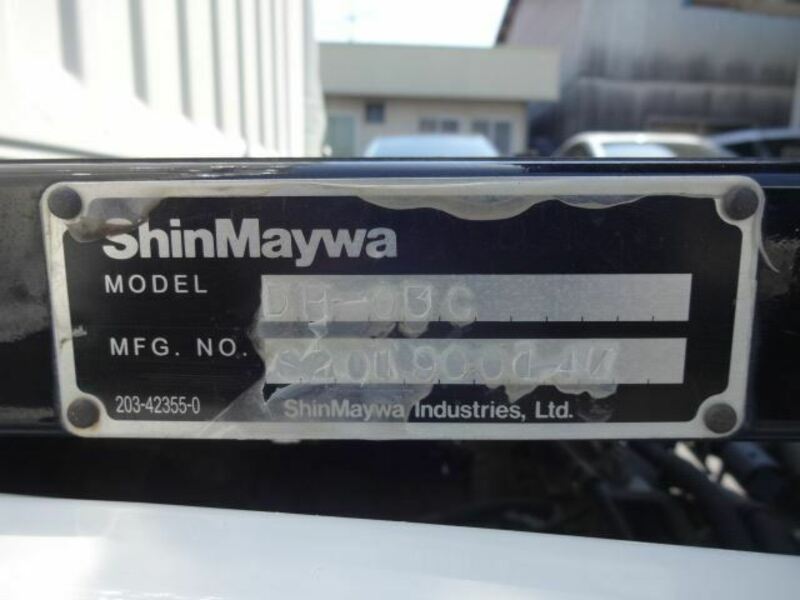 ShinMaywa
MODEL
MFG. NO.
203-42355-0
ShinMaywa Industries, Ltd.